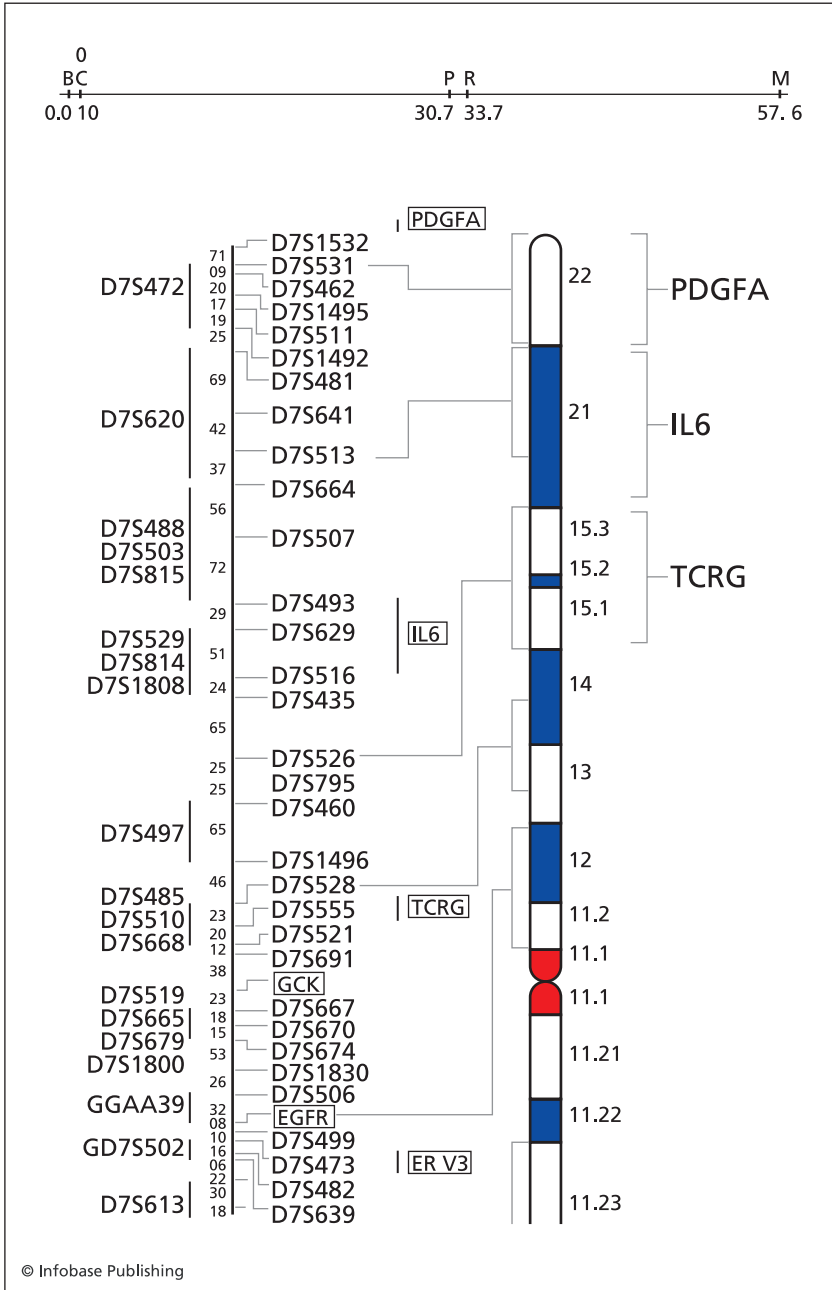 0
B C P R M
0.0 10 30.7 33.7 57. 6
PDGFA
D7S1532
71
D7S531
09
D7S472
20
D7S462
17
D7S1495
19
D7S511
25
D7S1492
69
D7S481
D7S620
D7S641
42
D7S513
37
D7S664
56
D7S488
D7S507
D7S503
72
D7S815
D7S493
29
D7S529
D7S629
IL6
D7S814
51
D7S1808
D7S516
24
D7S435
65
D7S526
25
D7S795
25
D7S460
D7S497
65
D7S1496
46
D7S528
D7S485
D7S555
TCRG
D7S510
23
D7S521
D7S668
20
12
D7S691
38
GCK
D7S519
23
D7S667
D7S665
18
D7S670
D7S679
15
D7S674
D7S1800
53
D7S1830
26
D7S506
GGAA39
32
EGFR
08
D7S499
GD7S502
10
D7S473
ER V3
16
06
D7S482
22
D7S613
30
D7S639
18
22
21
15.3
15.2
15.1
14
13
12
11.2
11.1
11.1
11.21
11.22
11.23
PDGFA
IL6
TCRG
© Infobase Publishing